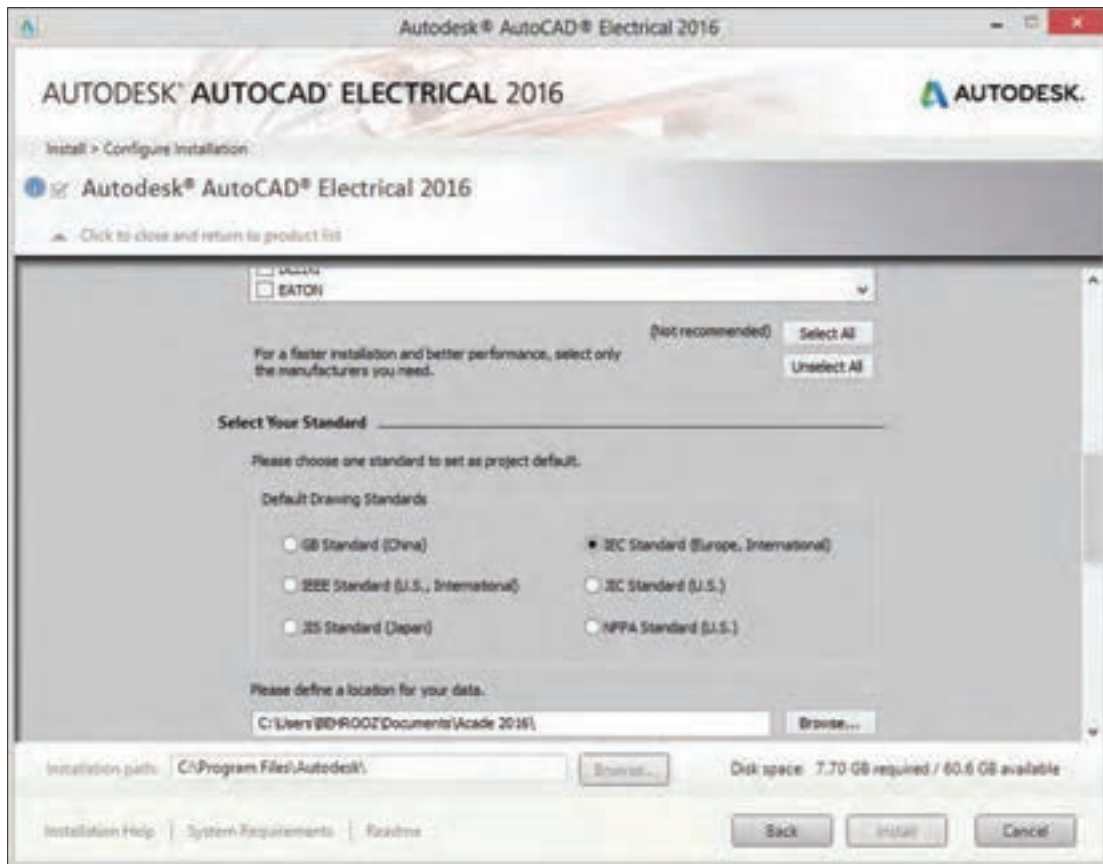 Autodesk® AutoCAD® Electrical 2016
AUTODESK® AUTOCAD® ELECTRICAL 2016
AUTODESK.
Install > Configure Installation
Autodesk® AutoCAD® Electrical 2016
Click to close and return to product list
EATON
(Not recommended)
Select All
For a faster installation and better performance, select only
the manufacturers you need.
Unselect All
Select Your Standard
Please choose one standard to set as project default.
Default Drawing Standards
GB Standard (China)
IEC Standard (Europe, International)
IEEE Standard (U.S., International)
JIC Standard (U.S.)
JIS Standard (Japan)
NFPA Standard (U.S.)
Please define a location for your data.
C:\Users\BEHROOZ\Documents\Acade 2016\
Browse...
Installation path: C:\Program Files\Autodesk\
Browse...
Disk space: 7.70 GB required / 60.6 GB available
Installation Help | System Requirements | Readme
Back
Install
Cancel